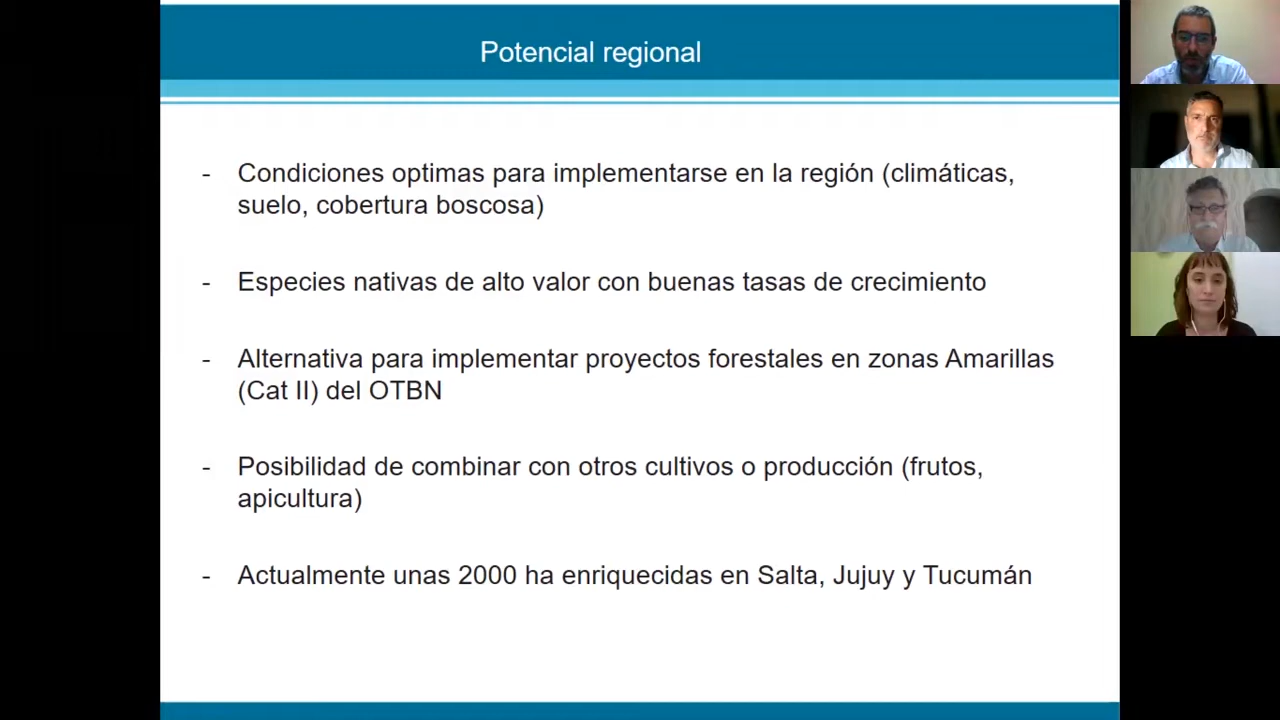 Potencial regional
- Condiciones optimas para implementarse en la región (climáticas,
suelo, cobertura boscosa)
- Especies nativas de alto valor con buenas tasas de crecimiento
- Alternativa para implementar proyectos forestales en zonas Amarillas
(Cat II) del OTBN
- Posibilidad de combinar con otros cultivos o producción (frutos,
apicultura)
- Actualmente unas 2000 ha enriquecidas en Salta, Jujuy y Tucumán